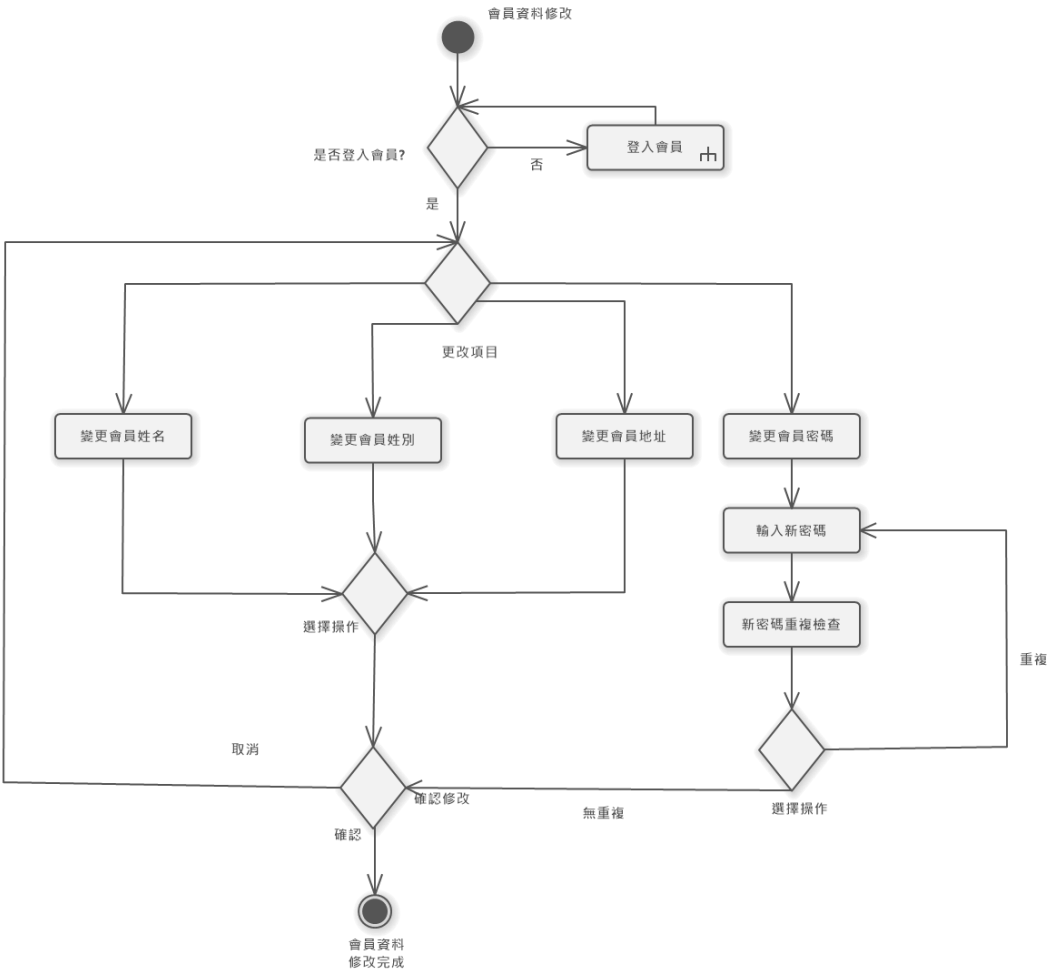 會員資料修改
登入會員
是否登入會員?
否
是
更改項目
變更會員姓名
變更會員姓別
變更會員地址
變更會員密碼
輸入新密碼
新密碼重複檢查
選擇操作
重複
取消
確認修改
無重複
選擇操作
確認
會員資料
修改完成